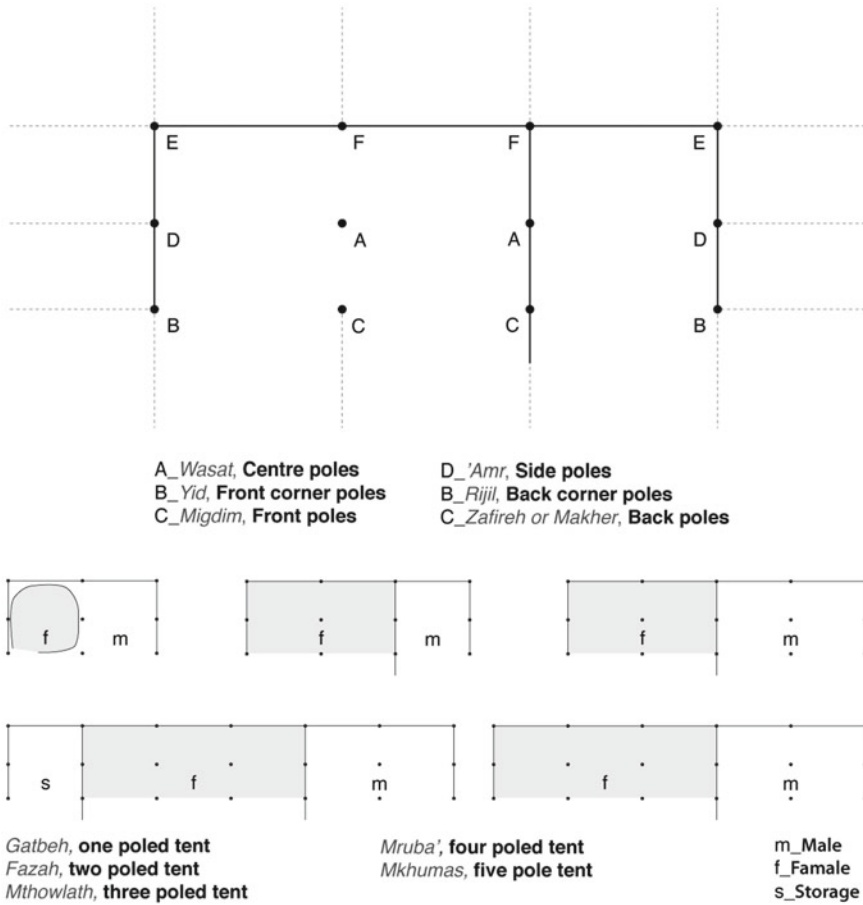 E F F E
D A A D
B C C B
A_Wasat, Centre poles
B_Yid, Front corner poles
C_Migdim, Front poles
D_'Amr, Side poles
B_Rijil, Back corner poles
C_Zafireh or Makher, Back poles
f m f m f m
s f m f m
Gatbeh, one poled tent
Fazah, two poled tent
Mthowlath, three poled tent
Mruba', four poled tent
Mkhumas, five pole tent
m_Male
f_Famale
s_Storage